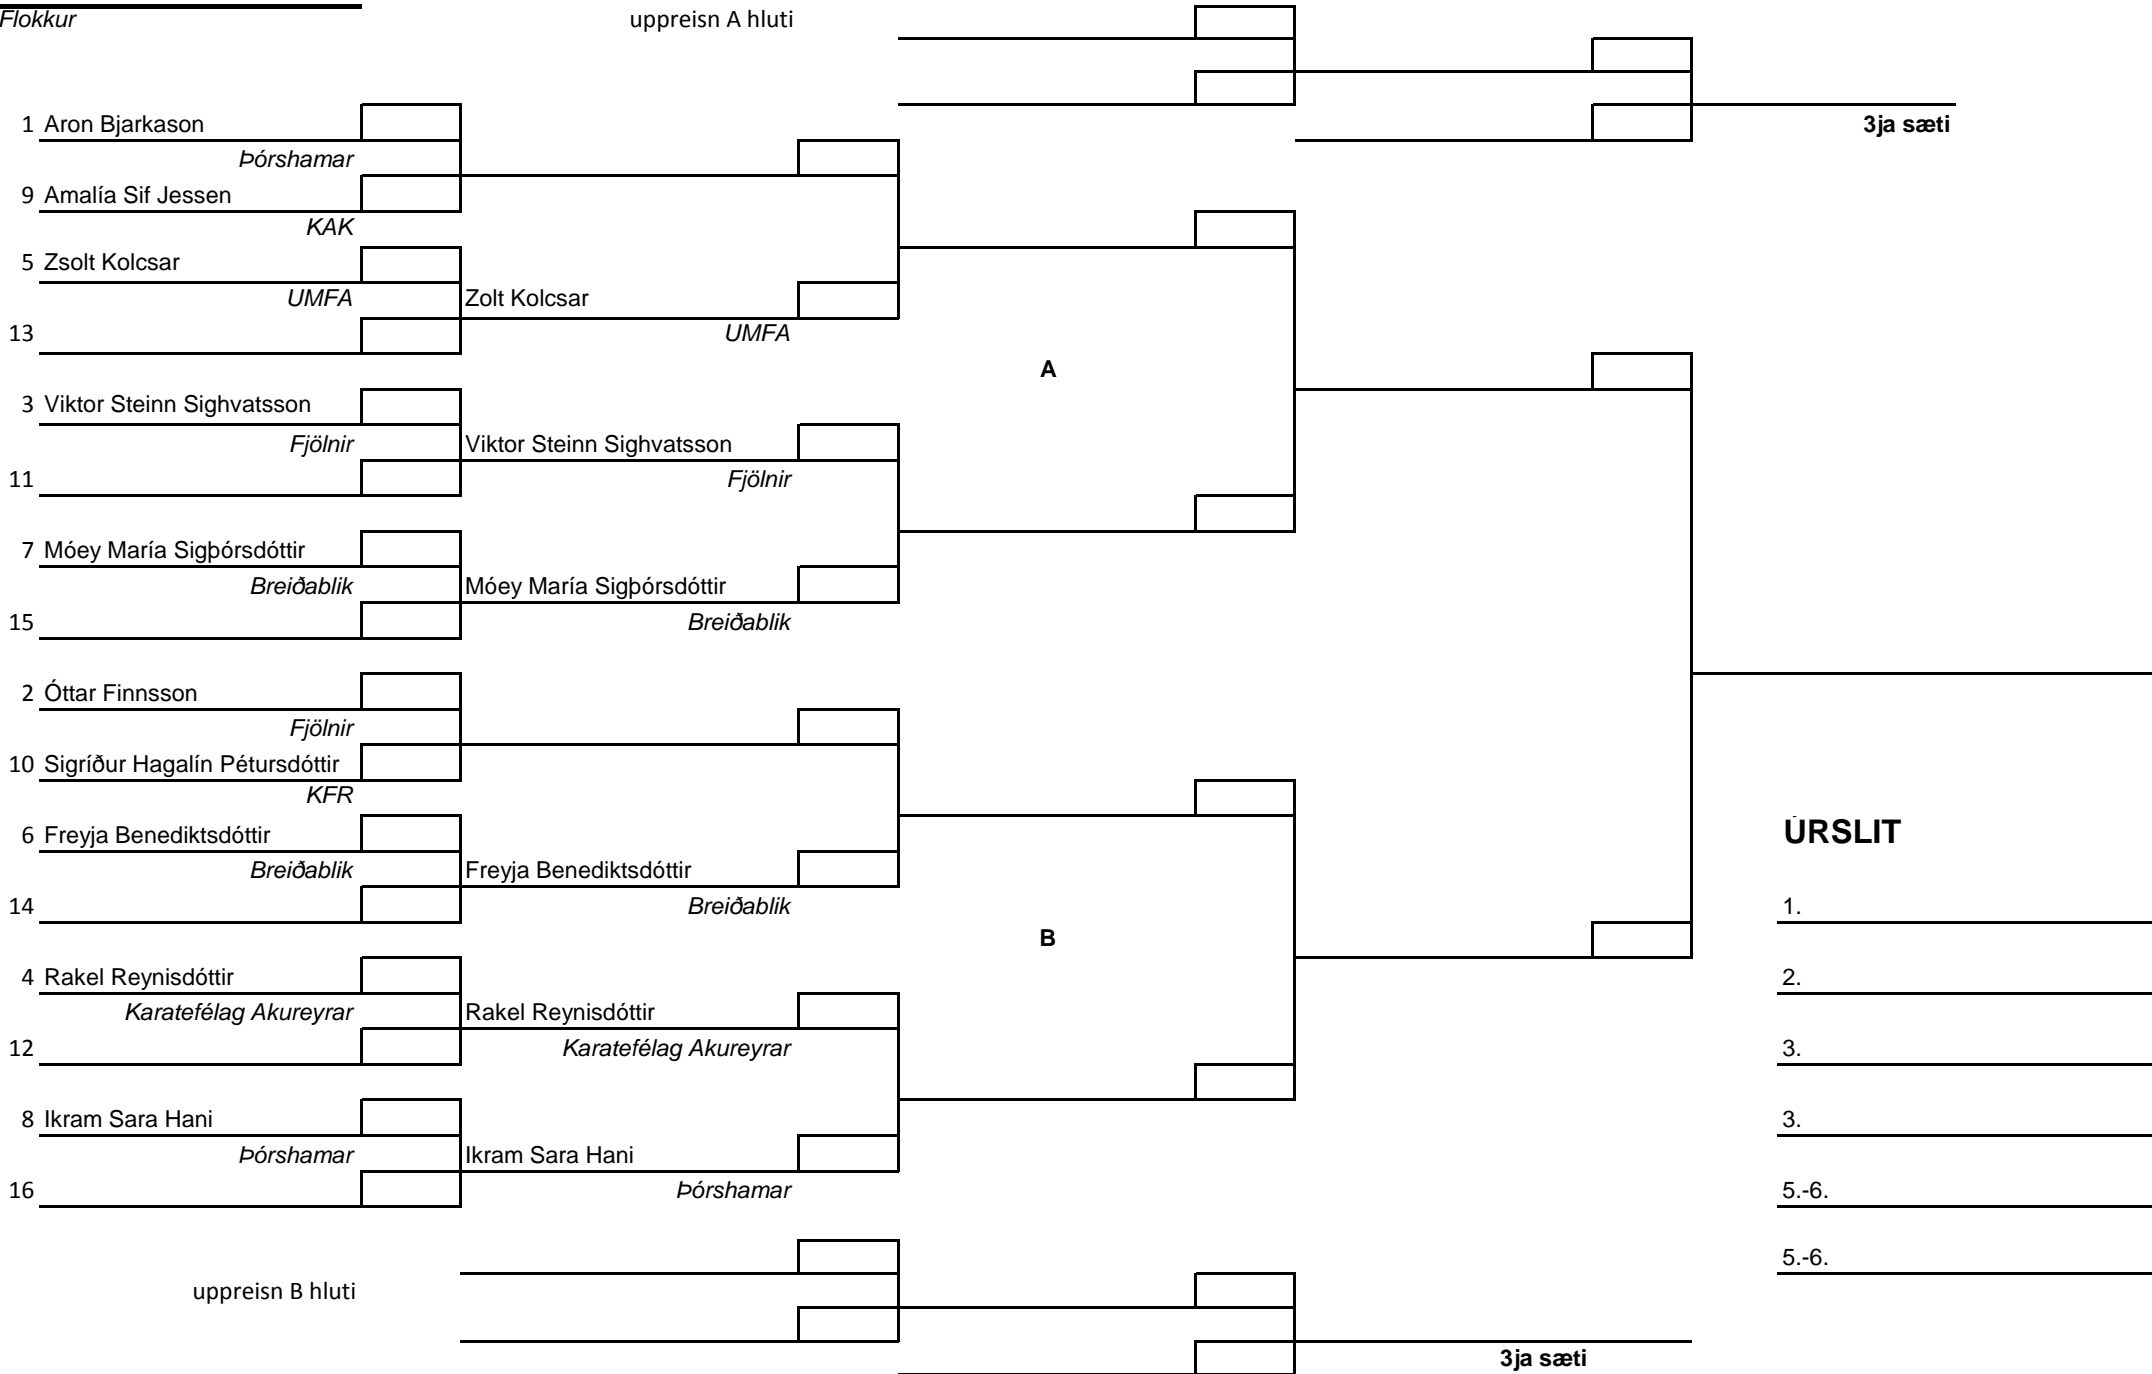 Flokkur
uppreisn A hluti
3ja sæti
1 Aron Bjarkason
Þórshamar
9 Amalía Sif Jessen
KAK
5 Zsolt Kolcsar
UMFA
Zolt Kolcsar
13
UMFA
A
3 Viktor Steinn Sighvatsson
Fjölnir
Viktor Steinn Sighvatsson
11
Fjölnir
7 Móey María Sigþórsdóttir
Breiðablik
Móey María Sigþórsdóttir
15
Breiðablik
2 Óttar Finnsson
Fjölnir
10 Sigríður Hagalín Pétursdóttir
KFR
6 Freyja Benediktsdóttir
Breiðablik
Freyja Benediktsdóttir
14
Breiðablik
B
4 Rakel Reynisdóttir
Karatefélag Akureyrar
Rakel Reynisdóttir
12
Karatefélag Akureyrar
8 Ikram Sara Hani
Þórshamar
Ikram Sara Hani
16
Þórshamar
ÚRSLIT
1.
2.
3.
3.
5.-6.
5.-6.
uppreisn B hluti
3ja sæti